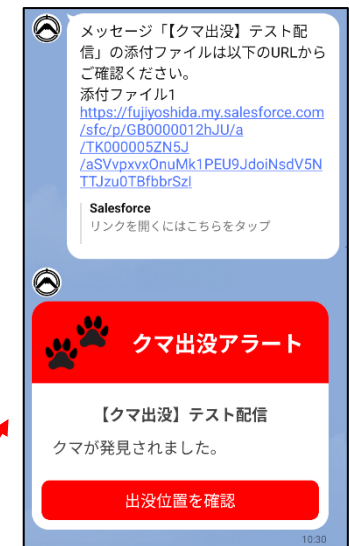 メッセージ「【クマ出没】テスト配
信」の添付ファイルは以下のURLから
ご確認ください。
添付ファイル1
https://fujiyoshida.my.salesforce.com
/sfc/p/GB0000012hJU/a
/TK000005ZN5J
/aSVvpxvxOnuMk1PEU9JdoiNsdV5N
TTJzu0TBfbbrSzI
Salesforce
リンクを開くにはこちらをタップ
クマ出没アラート
【クマ出没】テスト配信
クマが発見されました。
出没位置を確認
10:30